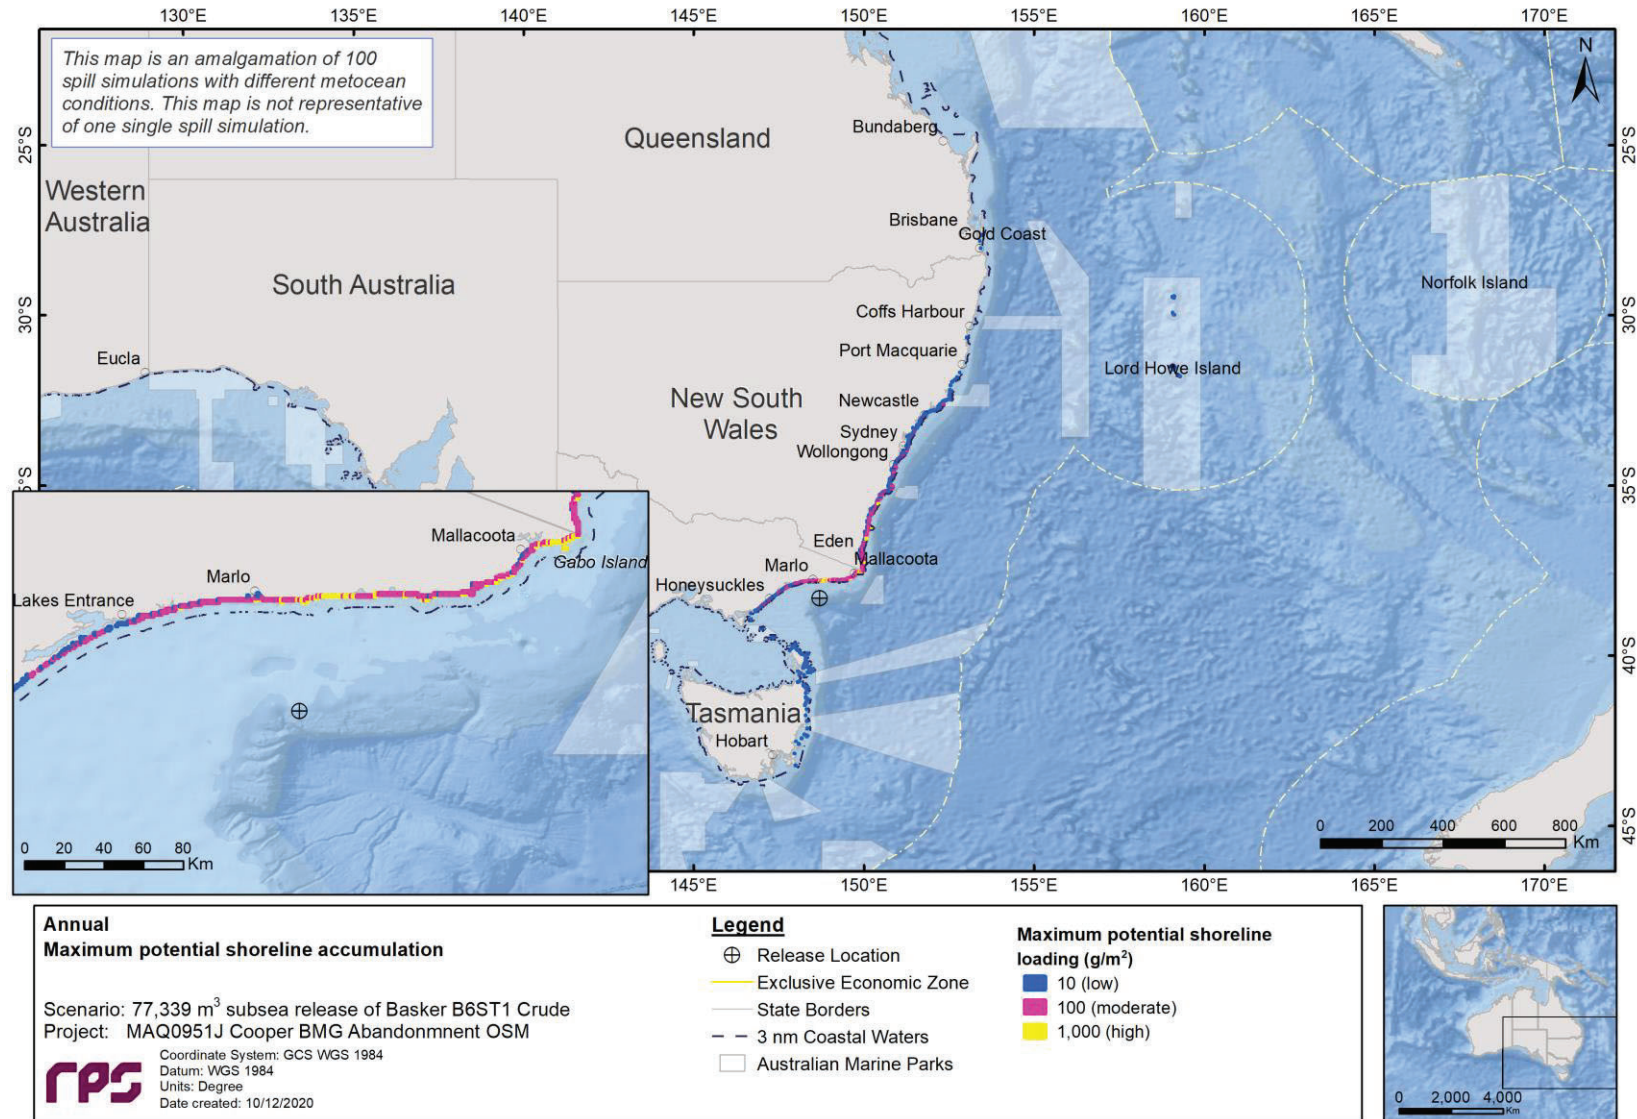 130°E 135°E 140°E 145°E 150°E 155°E 160°E 165°E 170°E
This map is an amalgamation of 100
spill simulations with different metocean
conditions. This map is not representative
of one single spill simulation.
N
Bundaberg
Queensland
25°S
25°S
Western
Australia
Brisbane
Gold Coast
South Australia
Norfolk Island
Coffs Harbour
30°S
30°S
Port Macquarie
Eucla
Lord Howe Island
New South
Wales
Newcastle
Sydney
Wollongong
35°S
35°S
Mallacoota
Gabo Island
Marlo
Lakes Entrance
Eden
Mallacoota
Marlo
Honeysuckles
40°S
40°S
Tasmania
Hobart
0 20 40 60 80
Km
0 200 400 600 800
Km
45°S
45°S
145°E 150°E 155°E 160°E 165°E 170°E
Annual
Maximum potential shoreline accumulation
Scenario: 77,339 m³ subsea release of Basker B6ST1 Crude
Project: MAQ0951J Cooper BMG Abandonmnent OSM
rps
Coordinate System: GCS WGS 1984
Datum: WGS 1984
Units: Degree
Date created: 10/12/2020
Legend
Release Location
Exclusive Economic Zone
State Borders
3 nm Coastal Waters
Australian Marine Parks
Maximum potential shoreline
loading (g/m²)
10 (low)
100 (moderate)
1,000 (high)
0 2,000 4,000
Km